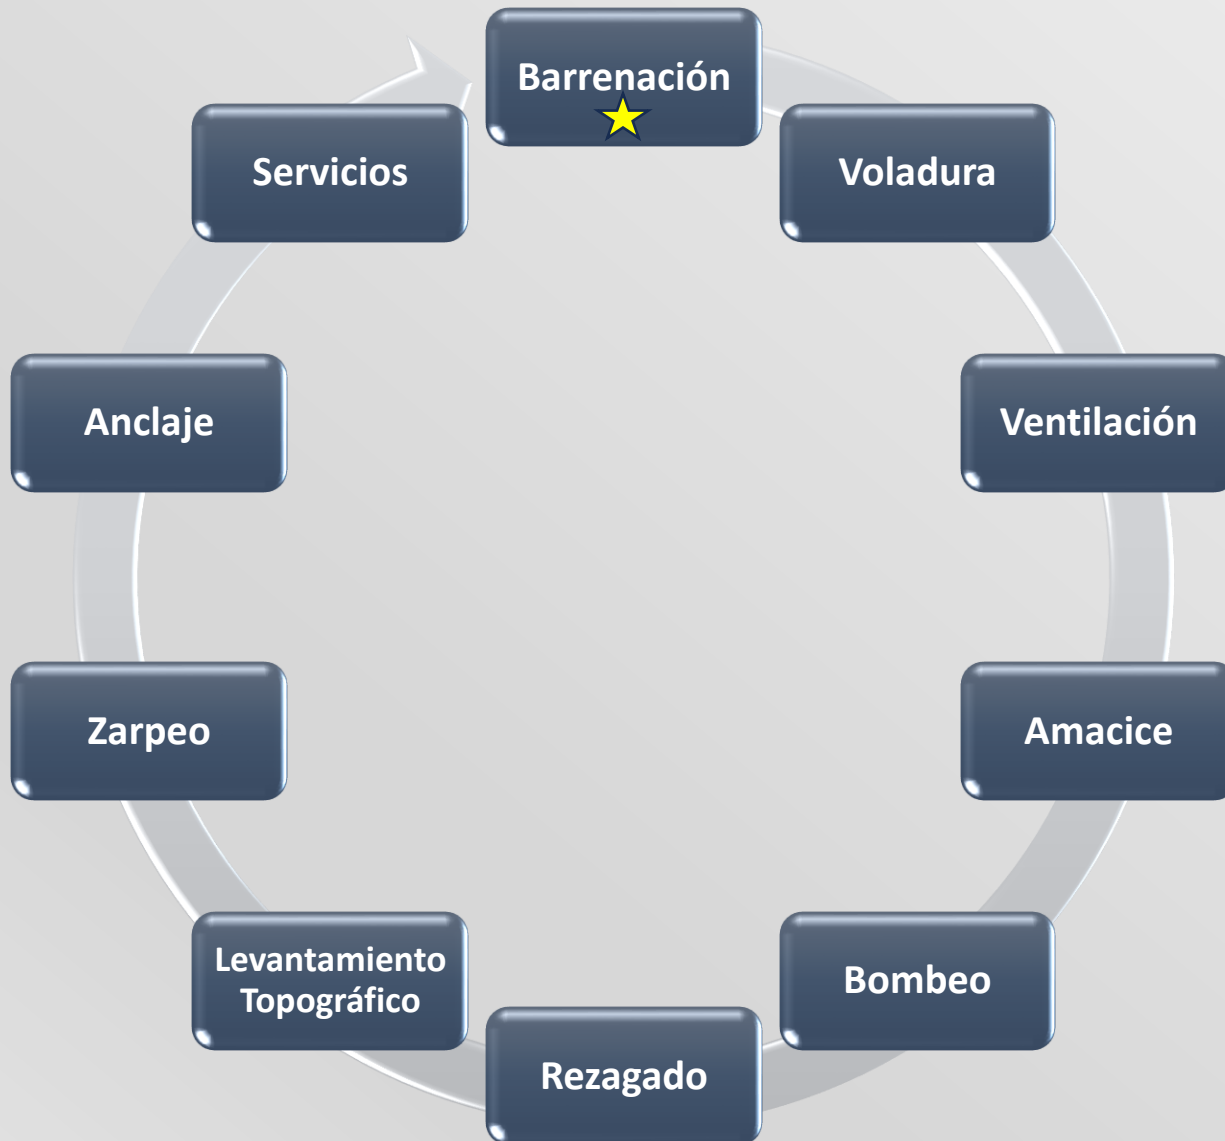 Barrenación
Voladura
Ventilación
Amacice
Bombeo
Rezagado
Levantamiento
Topográfico
Zarpeo
Anclaje
Servicios